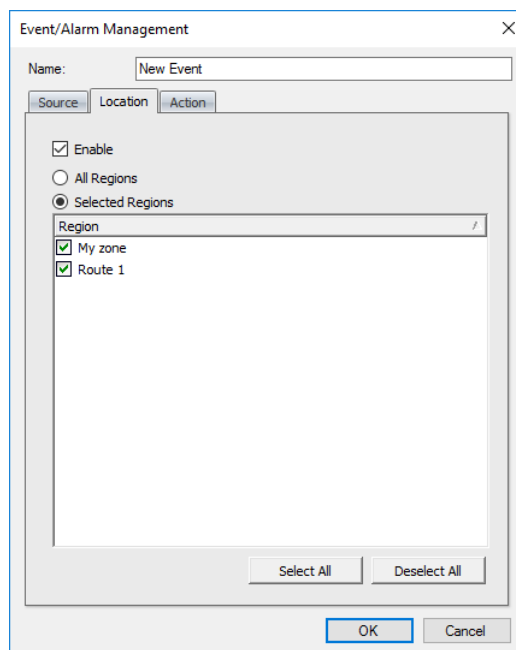 Event/Alarm Management
Name: New Event
Source Location Action
Enable
All Regions
Selected Regions
Region
My zone
Route 1
Select All Deselect All
OK Cancel